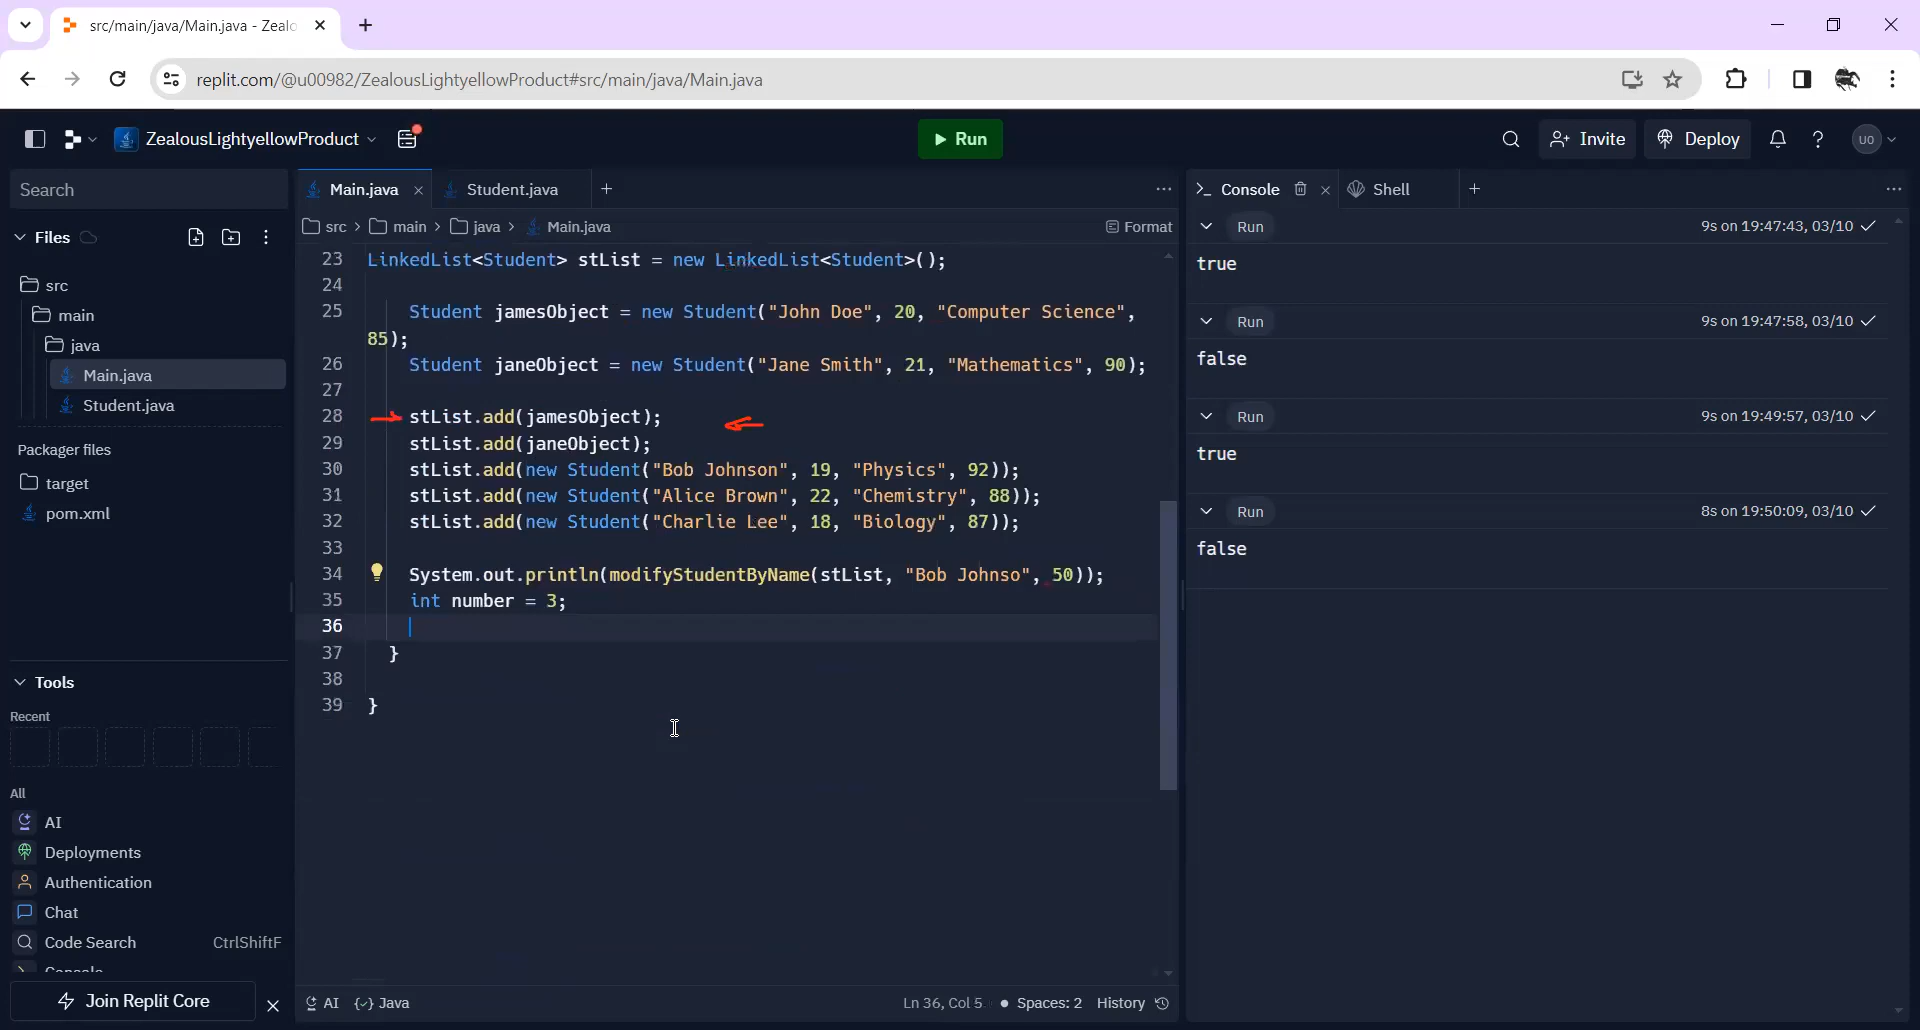 src/main/java/Main.java - Zealo
replit.com/@u00982/ZealousLightyellowProduct#src/main/java/Main.java
ZealousLightyellowProduct
Run
Invite
Deploy
UO
Search
Main.java
Student.java
Console
Shell
src
main
java
Main.java
Format
Files
src
main
java
Main.java
Student.java
Packager files
target
pom.xml
Tools
Recent
All
AI
Deployments
Authentication
Chat
Code Search CtrlShiftF
Console
Join Replit Core
23 LinkedList<Student> stList = new LinkedList<Student>();
24
25 Student jamesObject = new Student("John Doe", 20, "Computer Science",
85);
26 Student janeObject = new Student("Jane Smith", 21, "Mathematics", 90);
27
28 stList.add(jamesObject);
29 stList.add(janeObject);
30 stList.add(new Student("Bob Johnson", 19, "Physics", 92));
31 stList.add(new Student("Alice Brown", 22, "Chemistry", 88));
32 stList.add(new Student("Charlie Lee", 18, "Biology", 87));
33
34 System.out.println(modifyStudentByName(stList, "Bob Johnso", 50));
35 int number = 3;
36
37 }
38
39 }
AI
Java
Ln 36, Col 5
Spaces: 2
History
Run 9s on 19:47:43, 03/10
true
Run 9s on 19:47:58, 03/10
false
Run 9s on 19:49:57, 03/10
true
Run 8s on 19:50:09, 03/10
false